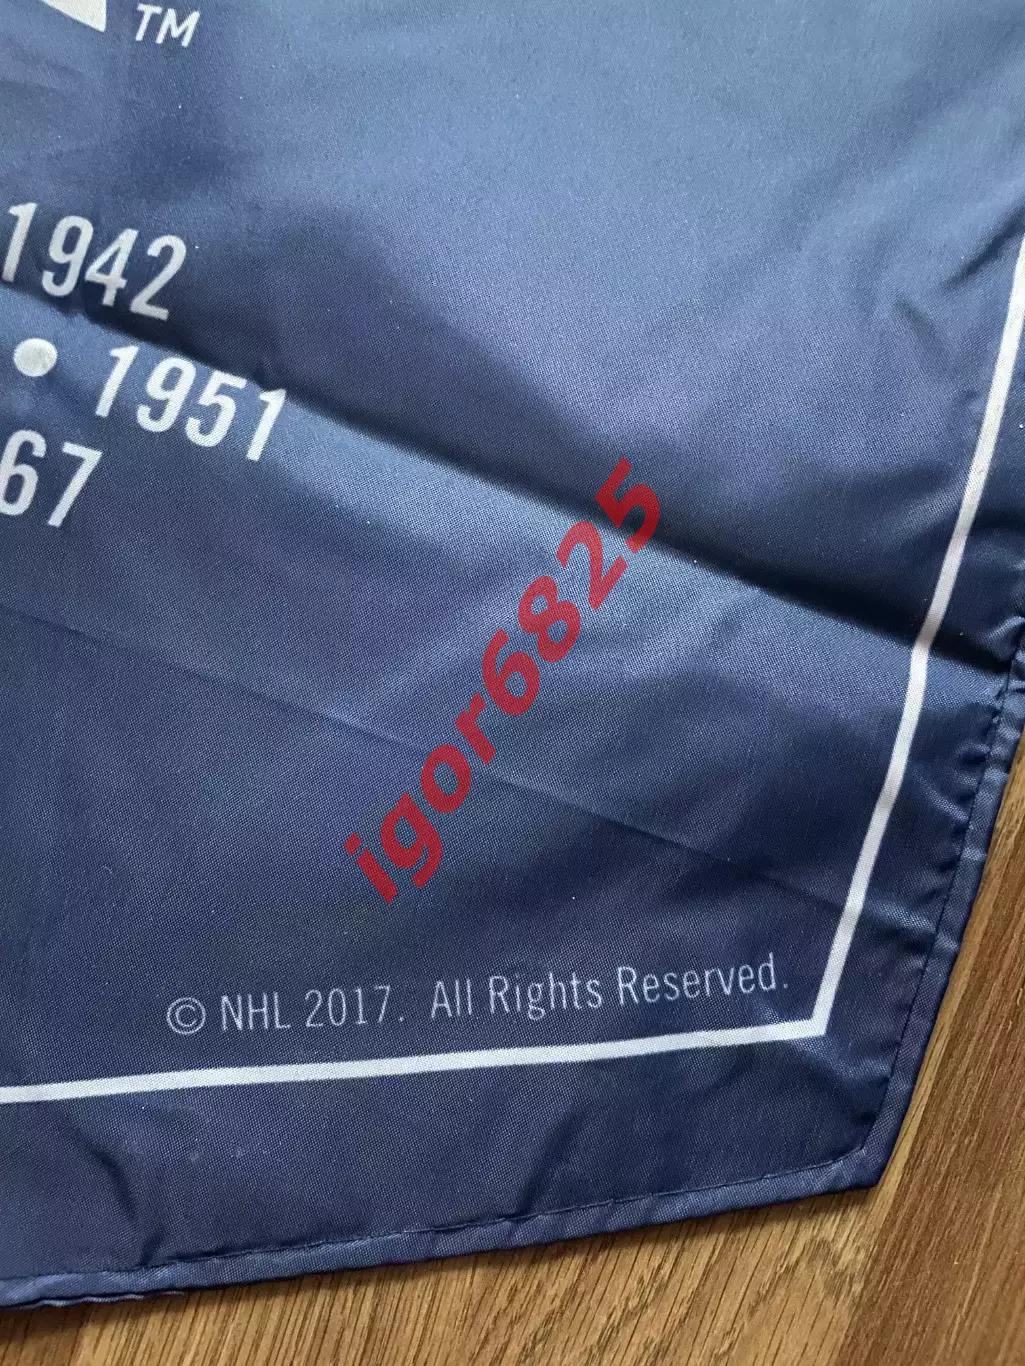 TM
1942
• 1951
67
igor6825
© NHL 2017. All Rights Reserved.